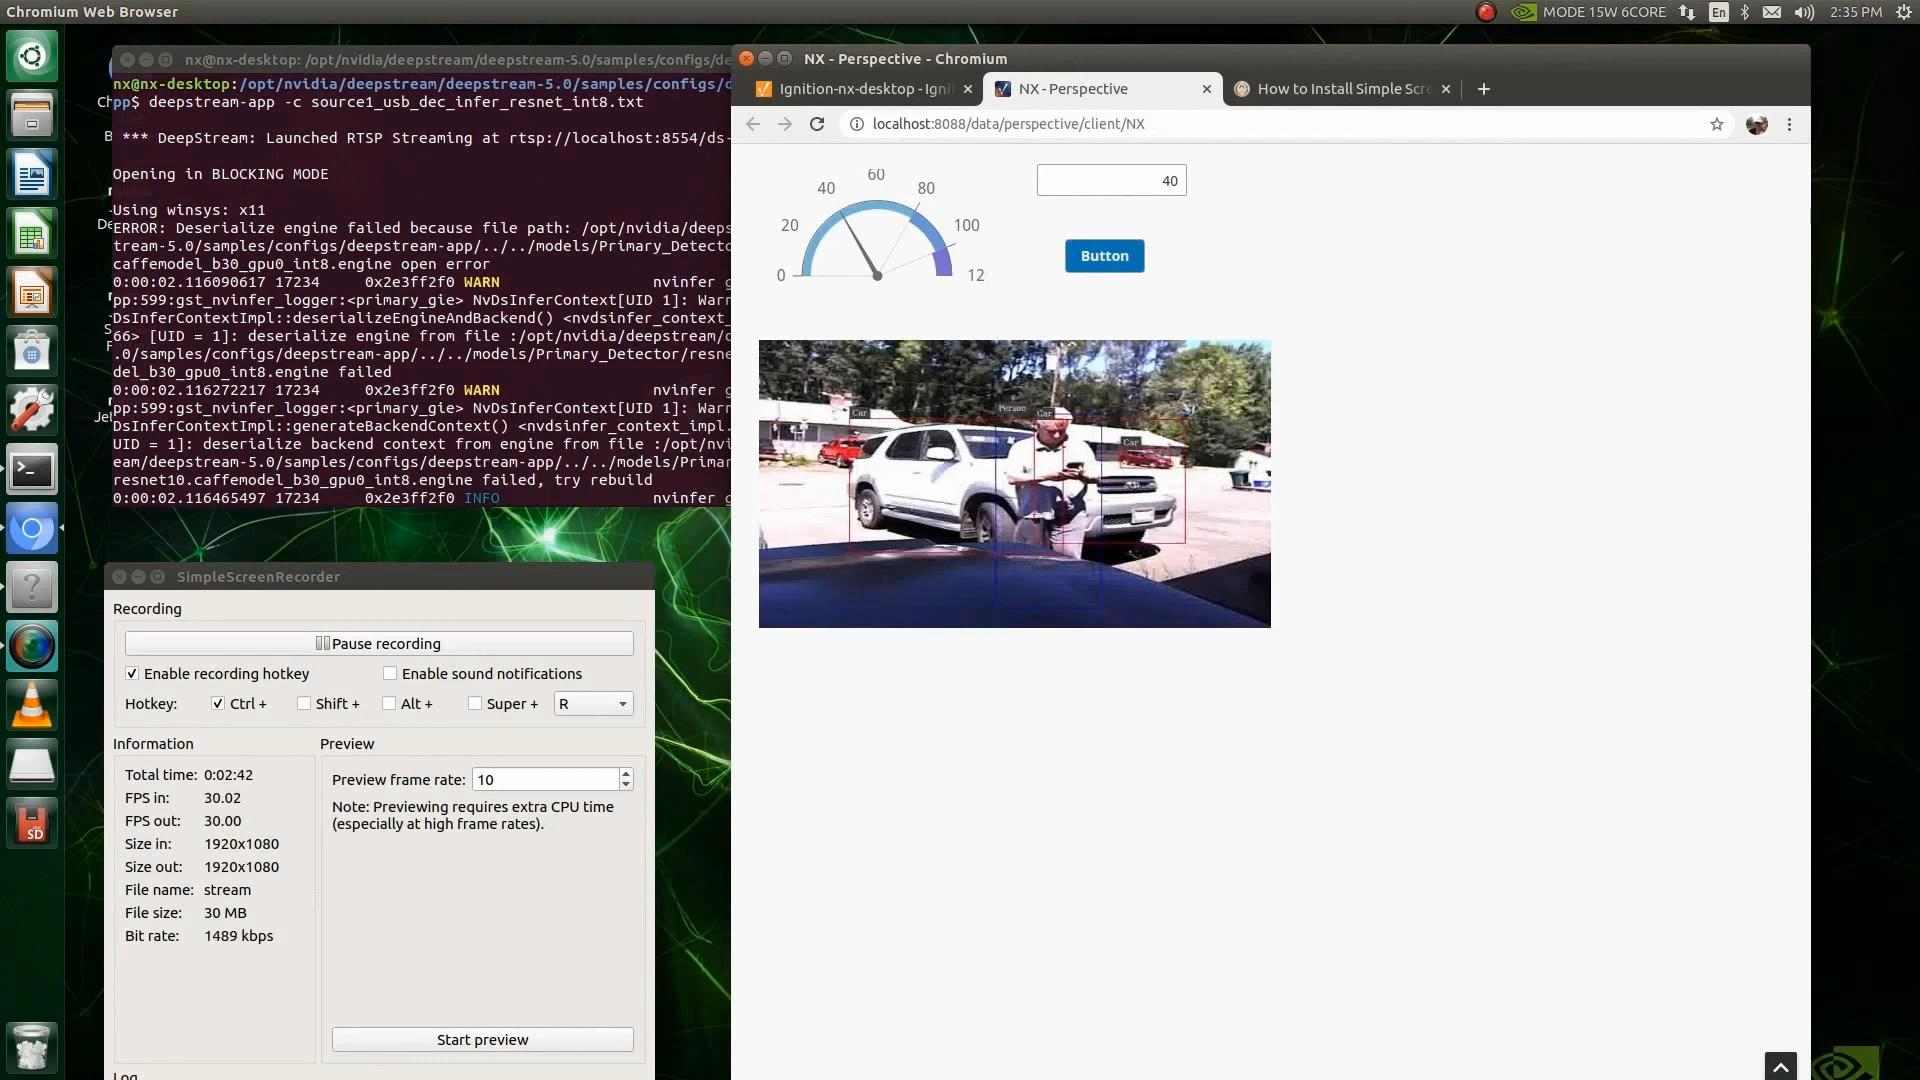 Chromium Web Browser
MODE 15W 6CORE
En
2:35 PM
nx@nx-desktop: /opt/nvidia/deepstream/deepstream-5.0/samples/configs/de
nx@nx-desktop:/opt/nvidia/deepstream/deepstream-5.0/samples/configs/d
pp$ deepstream-app -c source1_usb_dec_infer_resnet_int8.txt
*** DeepStream: Launched RTSP Streaming at rtsp://localhost:8554/ds-
Opening in BLOCKING MODE
Using winsys: x11
ERROR: Deserialize engine failed because file path: /opt/nvidia/deeps
tream-5.0/samples/configs/deepstream-app/../../models/Primary_Detecto
caffemodel_b30_gpu0_int8.engine open error
0:00:02.116090617 17234 0x2e3ff2f0 WARN nvinfer g
pp:599:gst_nvinfer_logger:<primary_gie> NvDsInferContext[UID 1]: Warn
DsInferContextImpl::deserializeEngineAndBackend() <nvdsinfer_context_
66> [UID = 1]: deserialize engine from file :/opt/nvidia/deepstream/d
.0/samples/configs/deepstream-app/../../models/Primary_Detector/resne
del_b30_gpu0_int8.engine failed
0:00:02.116272217 17234 0x2e3ff2f0 WARN nvinfer g
pp:599:gst_nvinfer_logger:<primary_gie> NvDsInferContext[UID 1]: Warn
DsInferContextImpl::generateBackendContext() <nvdsinfer_context_impl.
UID = 1]: deserialize backend context from engine from file :/opt/nvi
eam/deepstream-5.0/samples/configs/deepstream-app/../../models/Primar
resnet10.caffemodel_b30_gpu0_int8.engine failed, try rebuild
0:00:02.116465497 17234 0x2e3ff2f0 INFO nvinfer g
SimpleScreenRecorder
Recording
Pause recording
Enable recording hotkey
Enable sound notifications
Hotkey: Ctrl + Shift + Alt + Super + R
Information
Total time: 0:02:42
FPS in: 30.02
FPS out: 30.00
Size in: 1920x1080
Size out: 1920x1080
File name: stream
File size: 30 MB
Bit rate: 1489 kbps
Preview
Preview frame rate: 10
Note: Previewing requires extra CPU time
(especially at high frame rates).
Start preview
Log
SD
NX - Perspective - Chromium
Ignition-nx-desktop - Igni
NX - Perspective
How to Install Simple Scre
localhost:8088/data/perspective/client/NX
0
20
40
60
80
100
12
40
Button
Car
Person
Car
Car